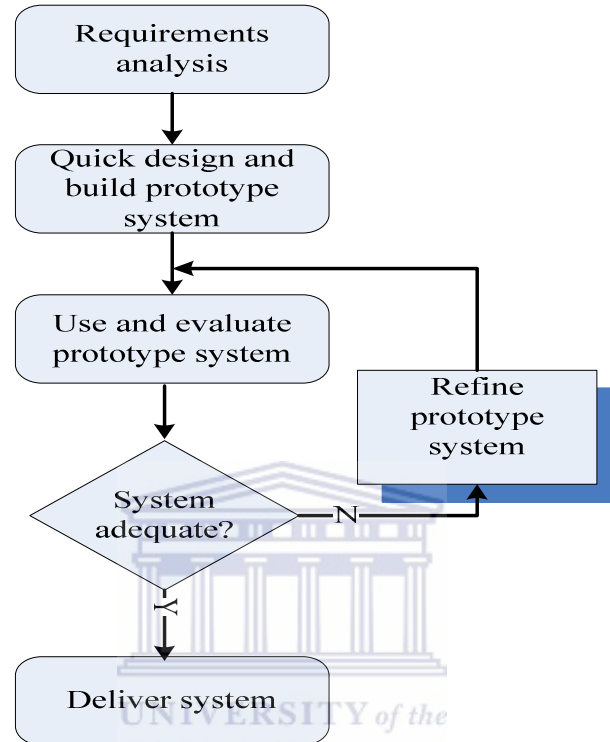 Requirements
analysis
Quick design and
build prototype
system
Use and evaluate
prototype system
Refine
prototype
system
System
adequate?
N
Y
Deliver system
UNIVERSITY of the